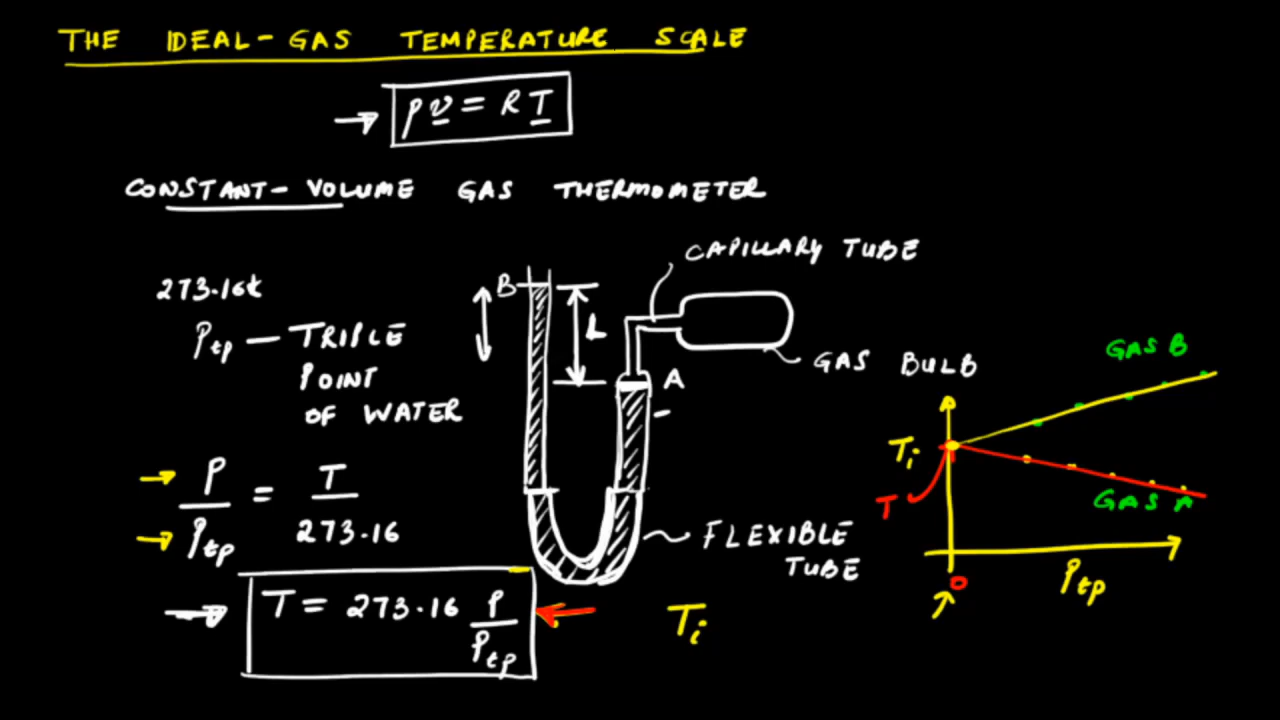 THE IDEAL-GAS TEMPERATURE SCALE
→ pv = RT
CONSTANT-VOLUME GAS THERMOMETER
CAPILLARY TUBE
273.16k
B
L
Ptp — TRIPLE
POINT
OF WATER
GAS BULB
A
GAS B
Ti
T
GAS A
P/Ptp = T/273.16
FLEXIBLE
TUBE
0
Ptp
T = 273.16 P/Ptp
Ti